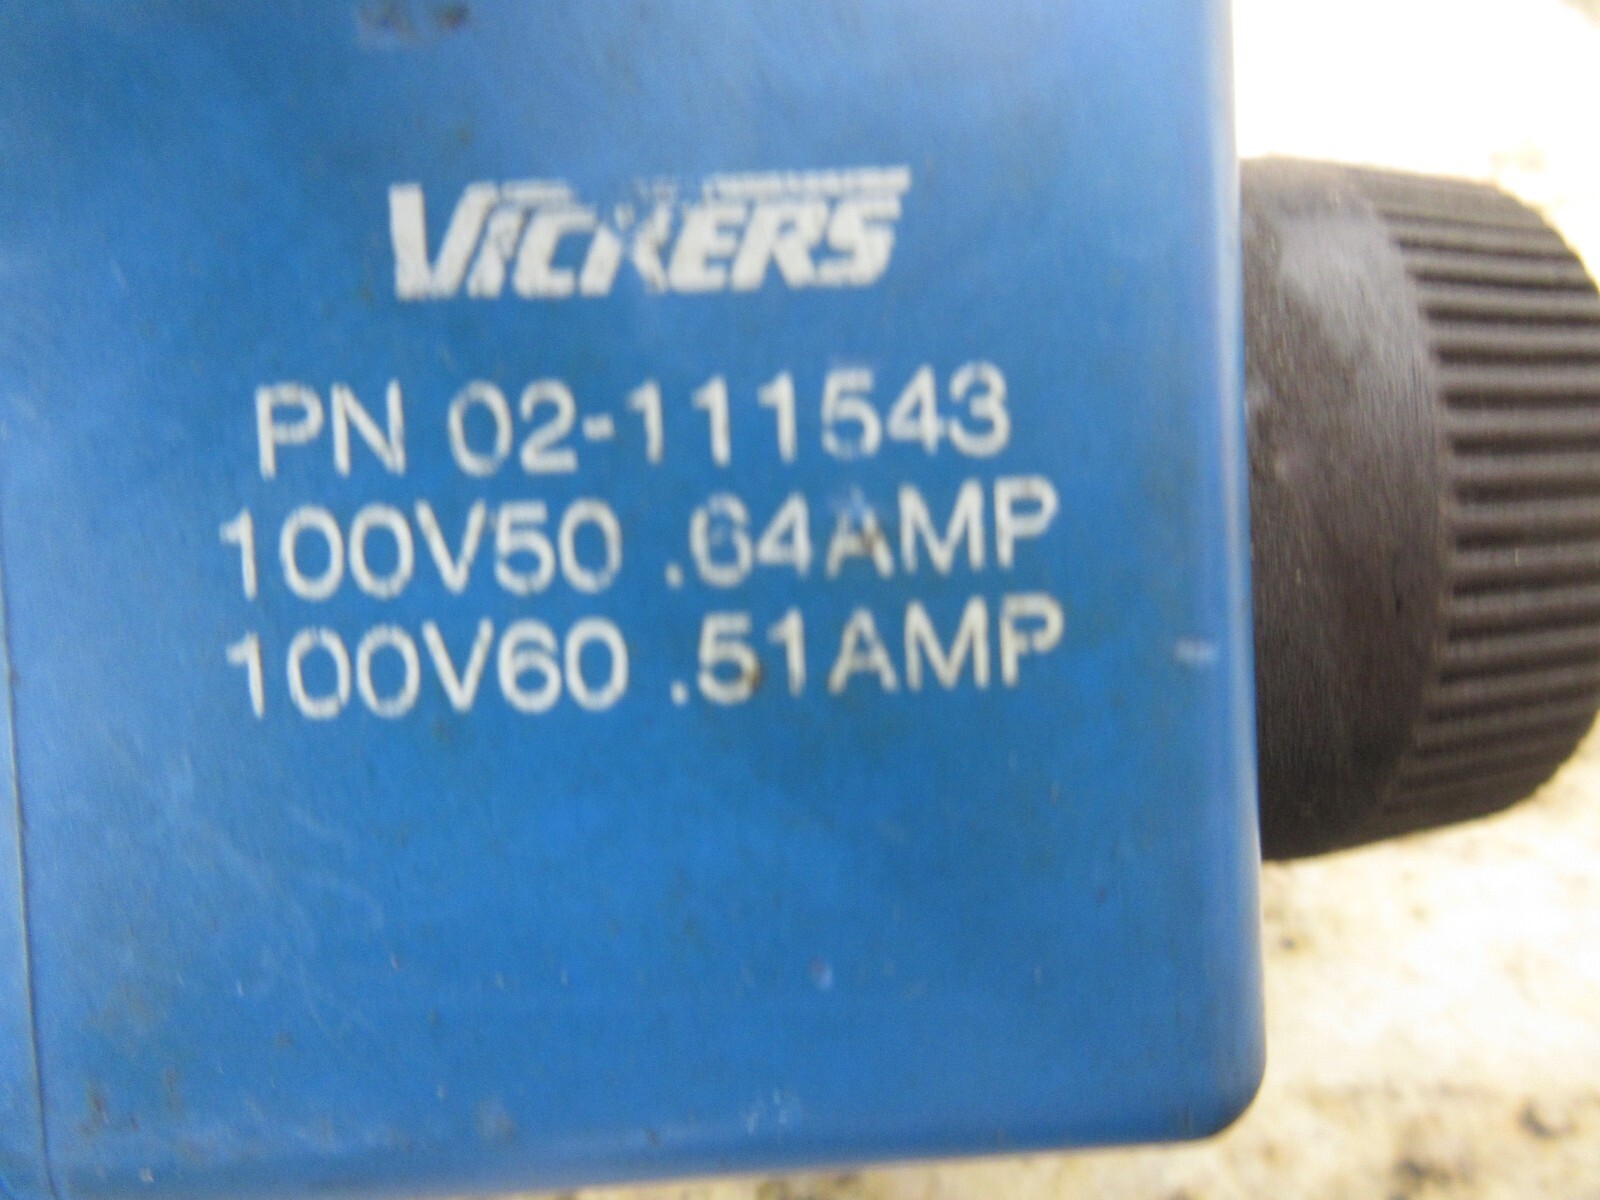 VICKERS
PN 02-111543
100V50 .64AMP
100V60 .51AMP